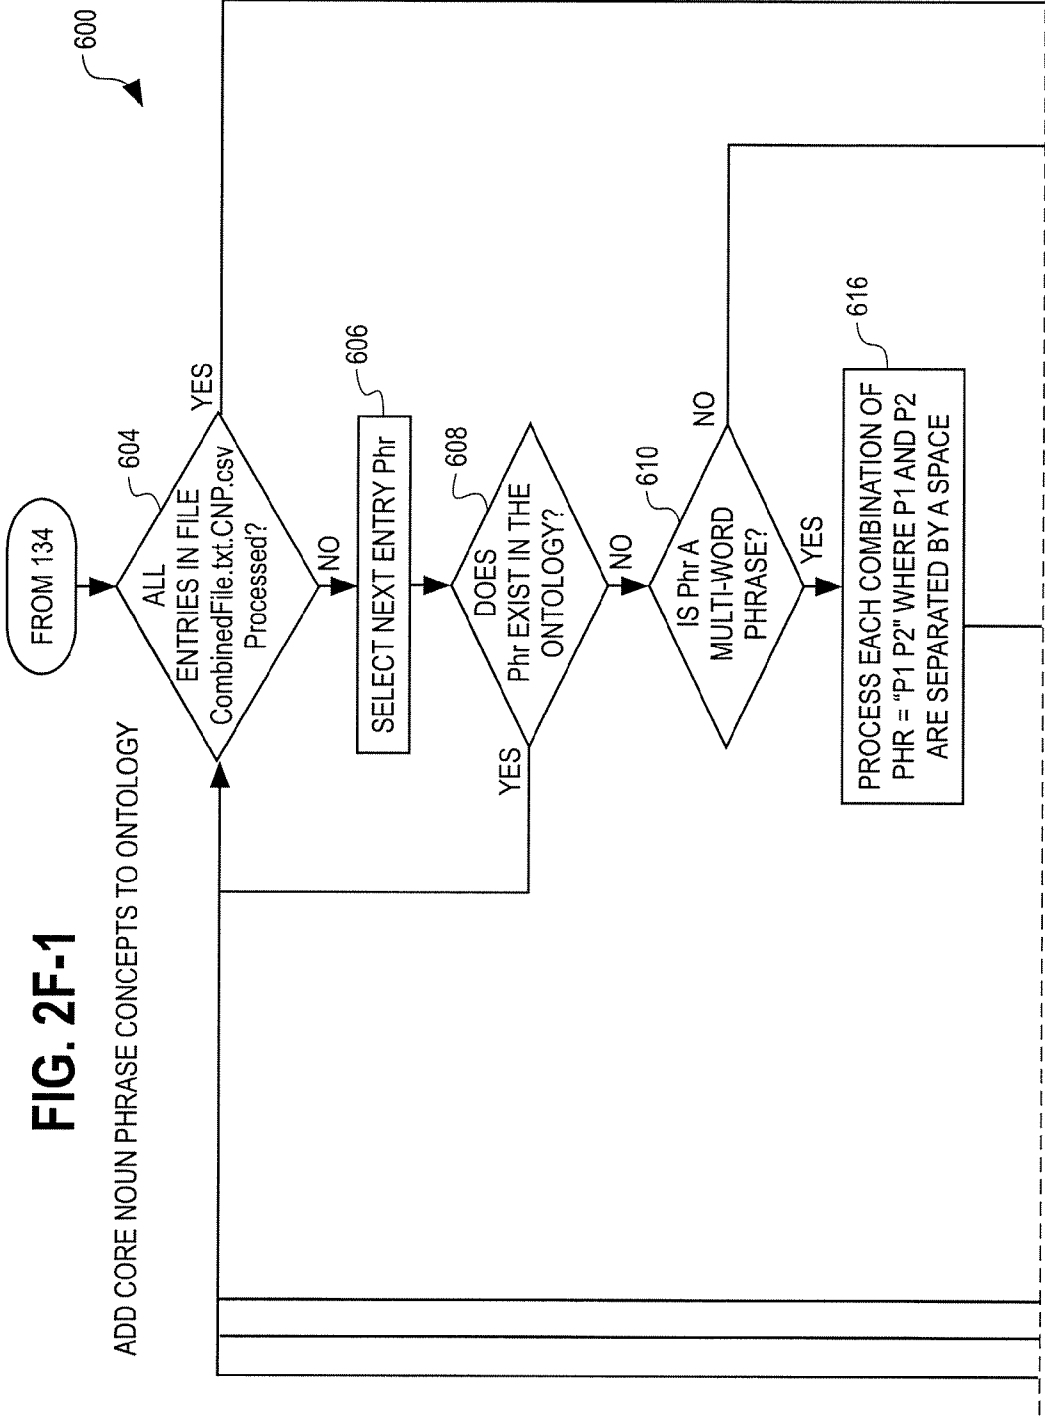 FIG. 2F-1
ADD CORE NOUN PHRASE CONCEPTS TO ONTOLOGY
600
FROM 134
604
ALL
ENTRIES IN FILE
CombinedFile.txt.CNP.csv
Processed?
YES
NO
606
SELECT NEXT ENTRY Phr
608
DOES
Phr EXIST IN THE
ONTOLOGY?
YES
NO
610
IS Phr A
MULTI-WORD
PHRASE?
NO
YES
616
PROCESS EACH COMBINATION OF
PHR = "P1 P2" WHERE P1 AND P2
ARE SEPARATED BY A SPACE